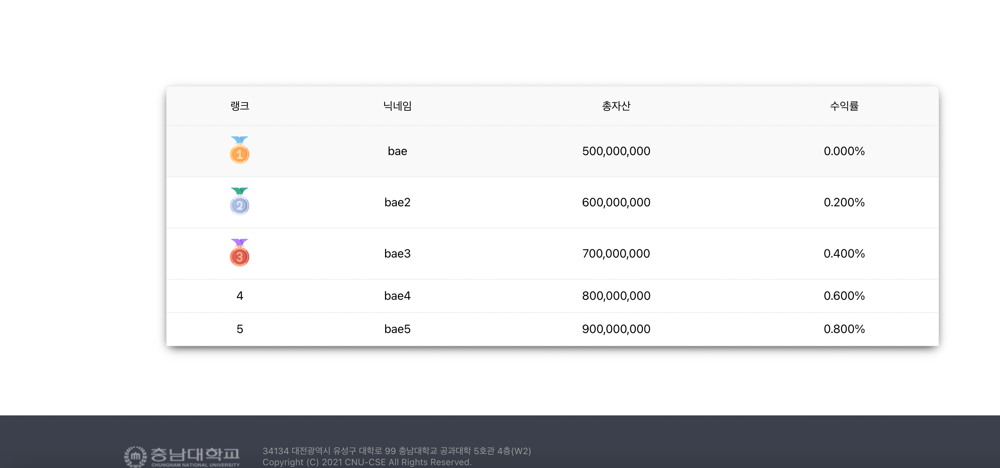 랭크 닉네임 총자산 수익률
1 bae 500,000,000 0.000%
2 bae2 600,000,000 0.200%
3 bae3 700,000,000 0.400%
4 bae4 800,000,000 0.600%
5 bae5 900,000,000 0.800%
충남대학교
CHUNGNAM NATIONAL UNIVERSITY
34134 대전광역시 유성구 대학로 99 충남대학교 공과대학 5호관 4층(W2)
Copyright (C) 2021 CNU-CSE All Rights Reserved.